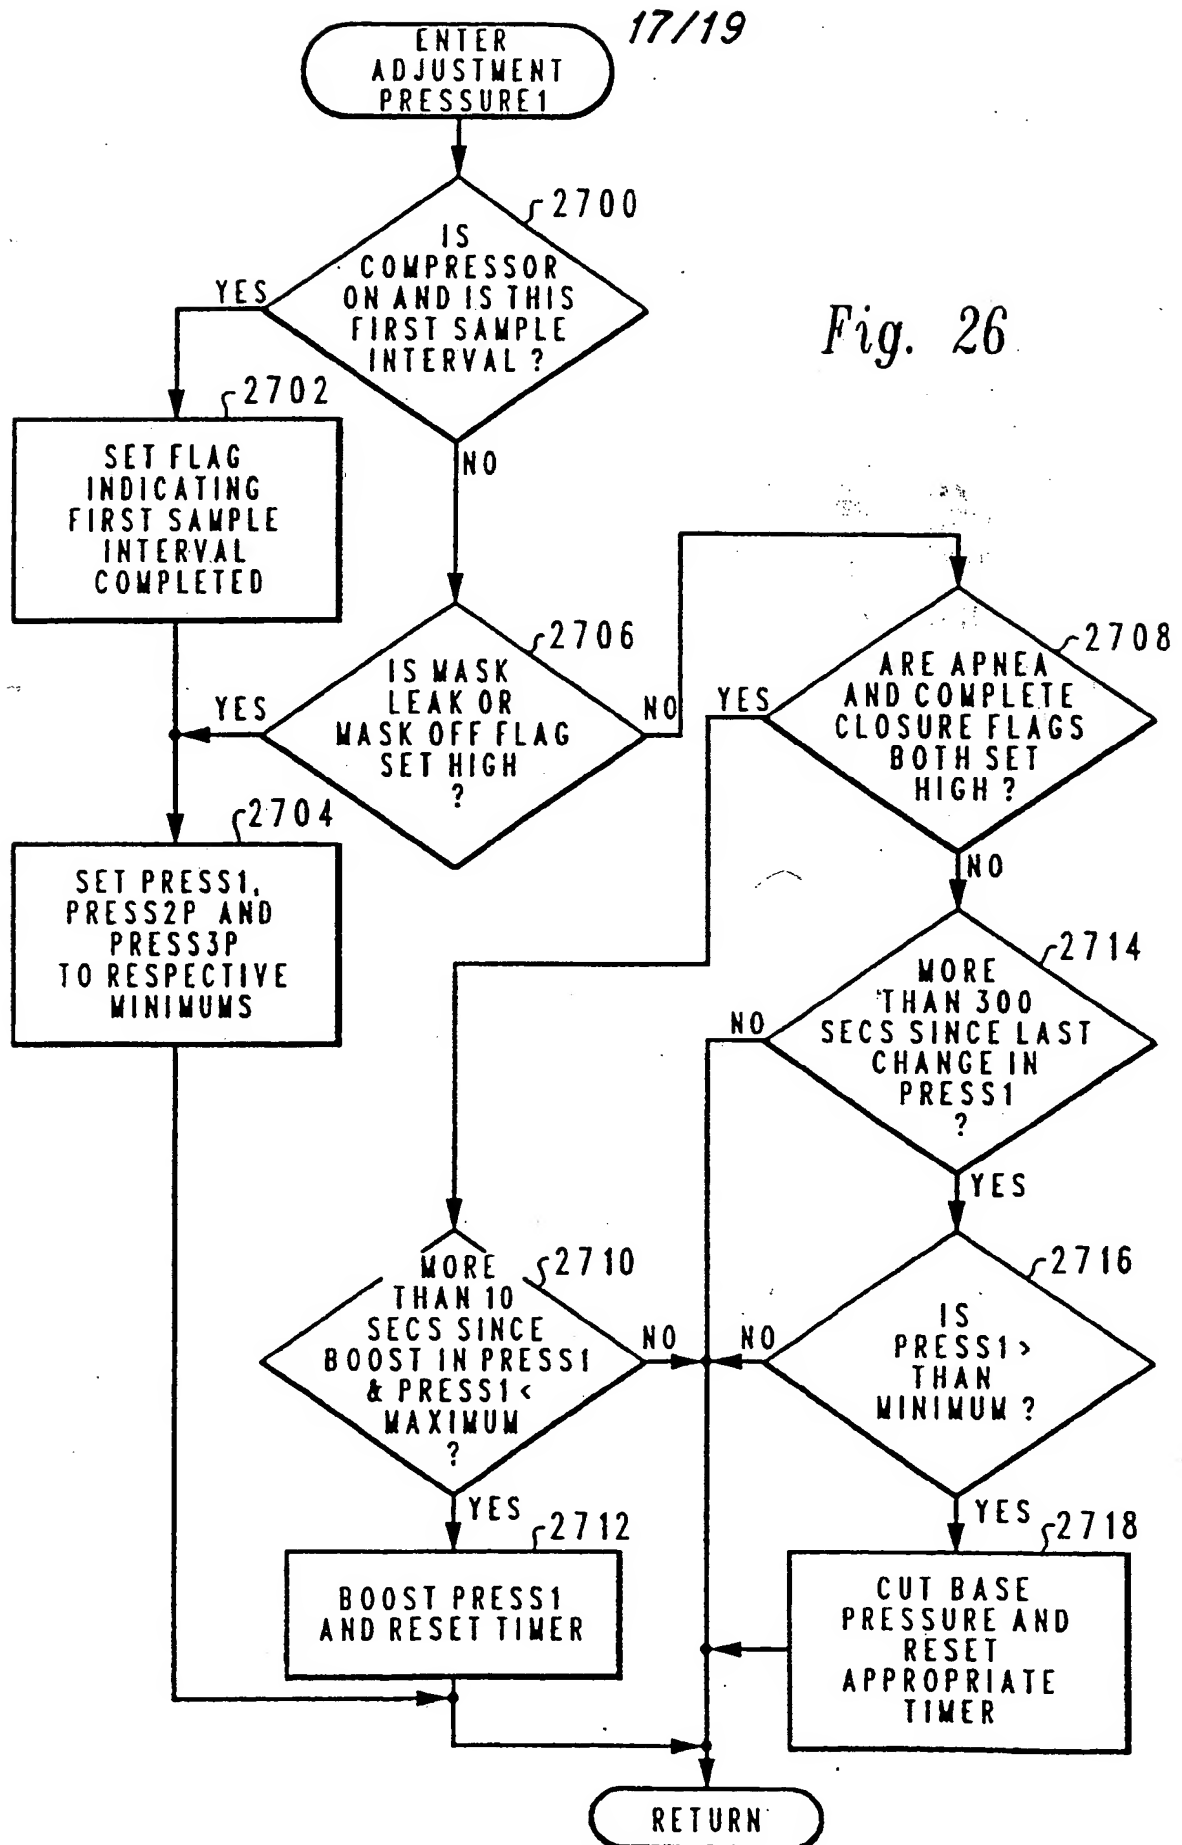 17/19
ENTER
ADJUSTMENT
PRESSURE1
2700
IS
COMPRESSOR
ON AND IS THIS
FIRST SAMPLE
INTERVAL ?
YES
NO
Fig. 26
2702
SET FLAG
INDICATING
FIRST SAMPLE
INTERVAL
COMPLETED
2706
IS MASK
LEAK OR
MASK OFF FLAG
SET HIGH
?
YES
NO
2708
ARE APNEA
AND COMPLETE
CLOSURE FLAGS
BOTH SET
HIGH ?
YES
NO
2704
SET PRESS1,
PRESS2P AND
PRESS3P
TO RESPECTIVE
MINIMUMS
2714
MORE
THAN 300
SECS SINCE LAST
CHANGE IN
PRESS1
?
NO
YES
2710
MORE
THAN 10
SECS SINCE
BOOST IN PRESS1
& PRESS1 <
MAXIMUM
?
NO
YES
2716
IS
PRESS1 >
THAN
MINIMUM ?
NO
YES
2712
BOOST PRESS1
AND RESET TIMER
2718
CUT BASE
PRESSURE AND
RESET
APPROPRIATE
TIMER
RETURN